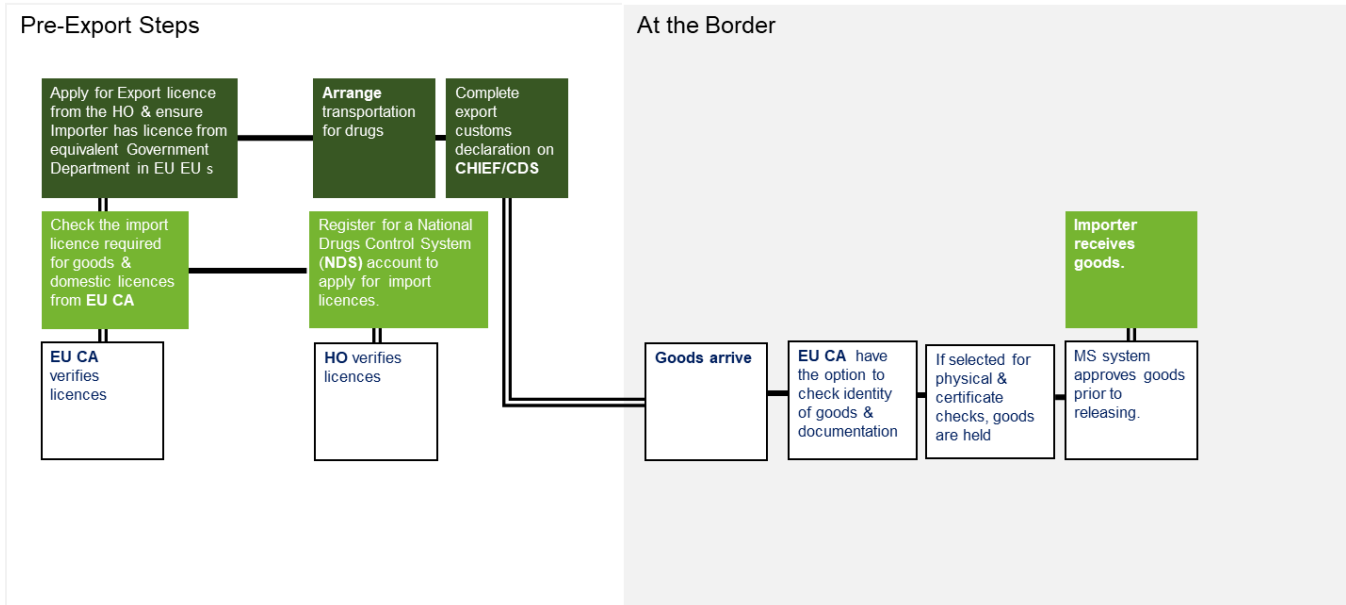 Pre-Export Steps
At the Border
Apply for Export licence
from the HO & ensure
Importer has licence from
equivalent Government
Department in EU EU s
Arrange
transportation
for drugs
Complete
export
customs
declaration on
CHIEF/CDS
Check the import
licence required
for goods &
domestic licences
from EU CA
Register for a National
Drugs Control System
(NDS) account to
apply for import
licences.
Importer
receives
goods.
EU CA
verifies
licences
HO verifies
licences
Goods arrive
EU CA have
the option to
check identity
of goods &
documentation
If selected for
physical &
certificate
checks, goods
are held
MS system
approves goods
prior to
releasing.